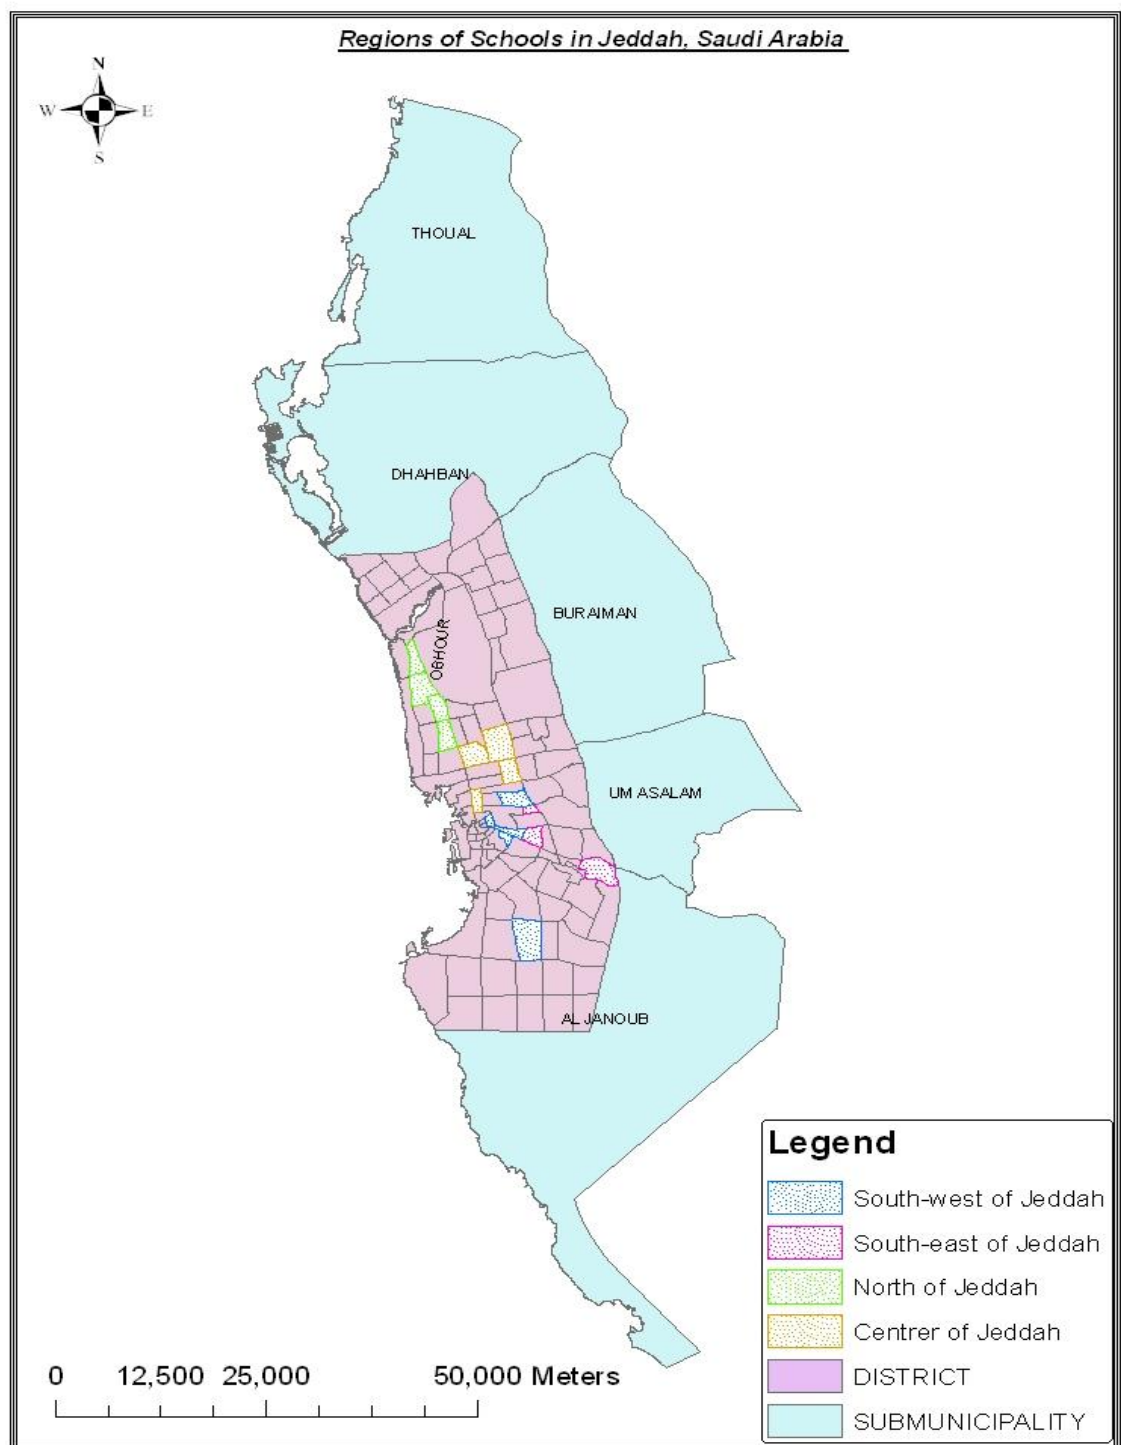 Regions of Schools in Jeddah, Saudi Arabia
N
W E
S
THOUAL
DHAHBAN
BURAIMAN
OBHOUR
UM ASALAM
AL JANOUB
Legend
South-west of Jeddah
South-east of Jeddah
North of Jeddah
Centrer of Jeddah
DISTRICT
SUBMUNICIPALITY
0 12,500 25,000 50,000 Meters